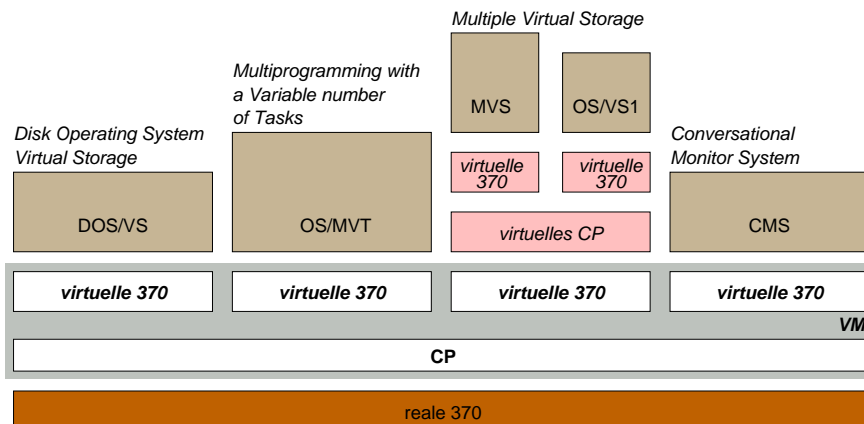 Multiple Virtual Storage
Multiprogramming with
a Variable number
of Tasks
MVS
OS/VS1
Disk Operating System
Virtual Storage
Conversational
Monitor System
virtuelle
370
virtuelle
370
DOS/VS
OS/MVT
virtuelles CP
CMS
virtuelle 370
virtuelle 370
virtuelle 370
virtuelle 370
VM
CP
reale 370